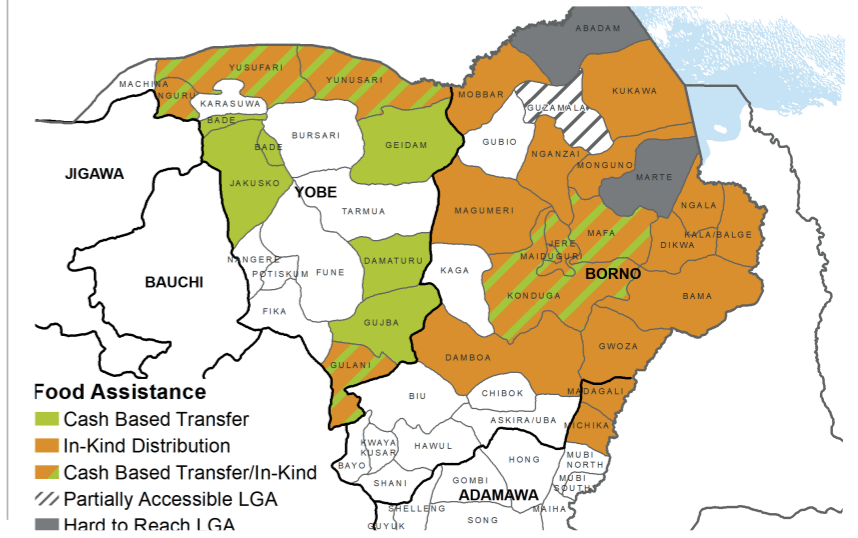 ABADAM
MACHINA
YUSUFARI
YUNUSARI
NGURU
KARASUWA
MOBBAR
GUZAMALA
KUKAWA
BADE
BURSARI
BADE
GEIDAM
GUBIO
NGANZAI
MONGUNO
MARTE
JIGAWA
JAKUSKO
YOBE
TARMUA
MAGUMERI
NGALA
MAFA
JERE
KALA/BALGE
DIKWA
MAIDUGURI
NANGERE
POTISKUM
FUNE
DAMATURU
KAGA
BORNO
BAUCHI
KONDUGA
BAMA
FIKA
GUJBA
GWOZA
DAMBOA
GULANI
MADAGALI
BIU
CHIBOK
ASKIRA/UBA
MICHIKA
KWAYA
KUSAR
HAWUL
HONG
MUBI
NORTH
BAYO
SHANI
GOMBI
MUBI
SOUTH
ADAMAWA
SHELLENG
SONG
MAIHA
GUYUK
Food Assistance
Cash Based Transfer
In-Kind Distribution
Cash Based Transfer/In-Kind
Partially Accessible LGA
Hard to Reach LGA